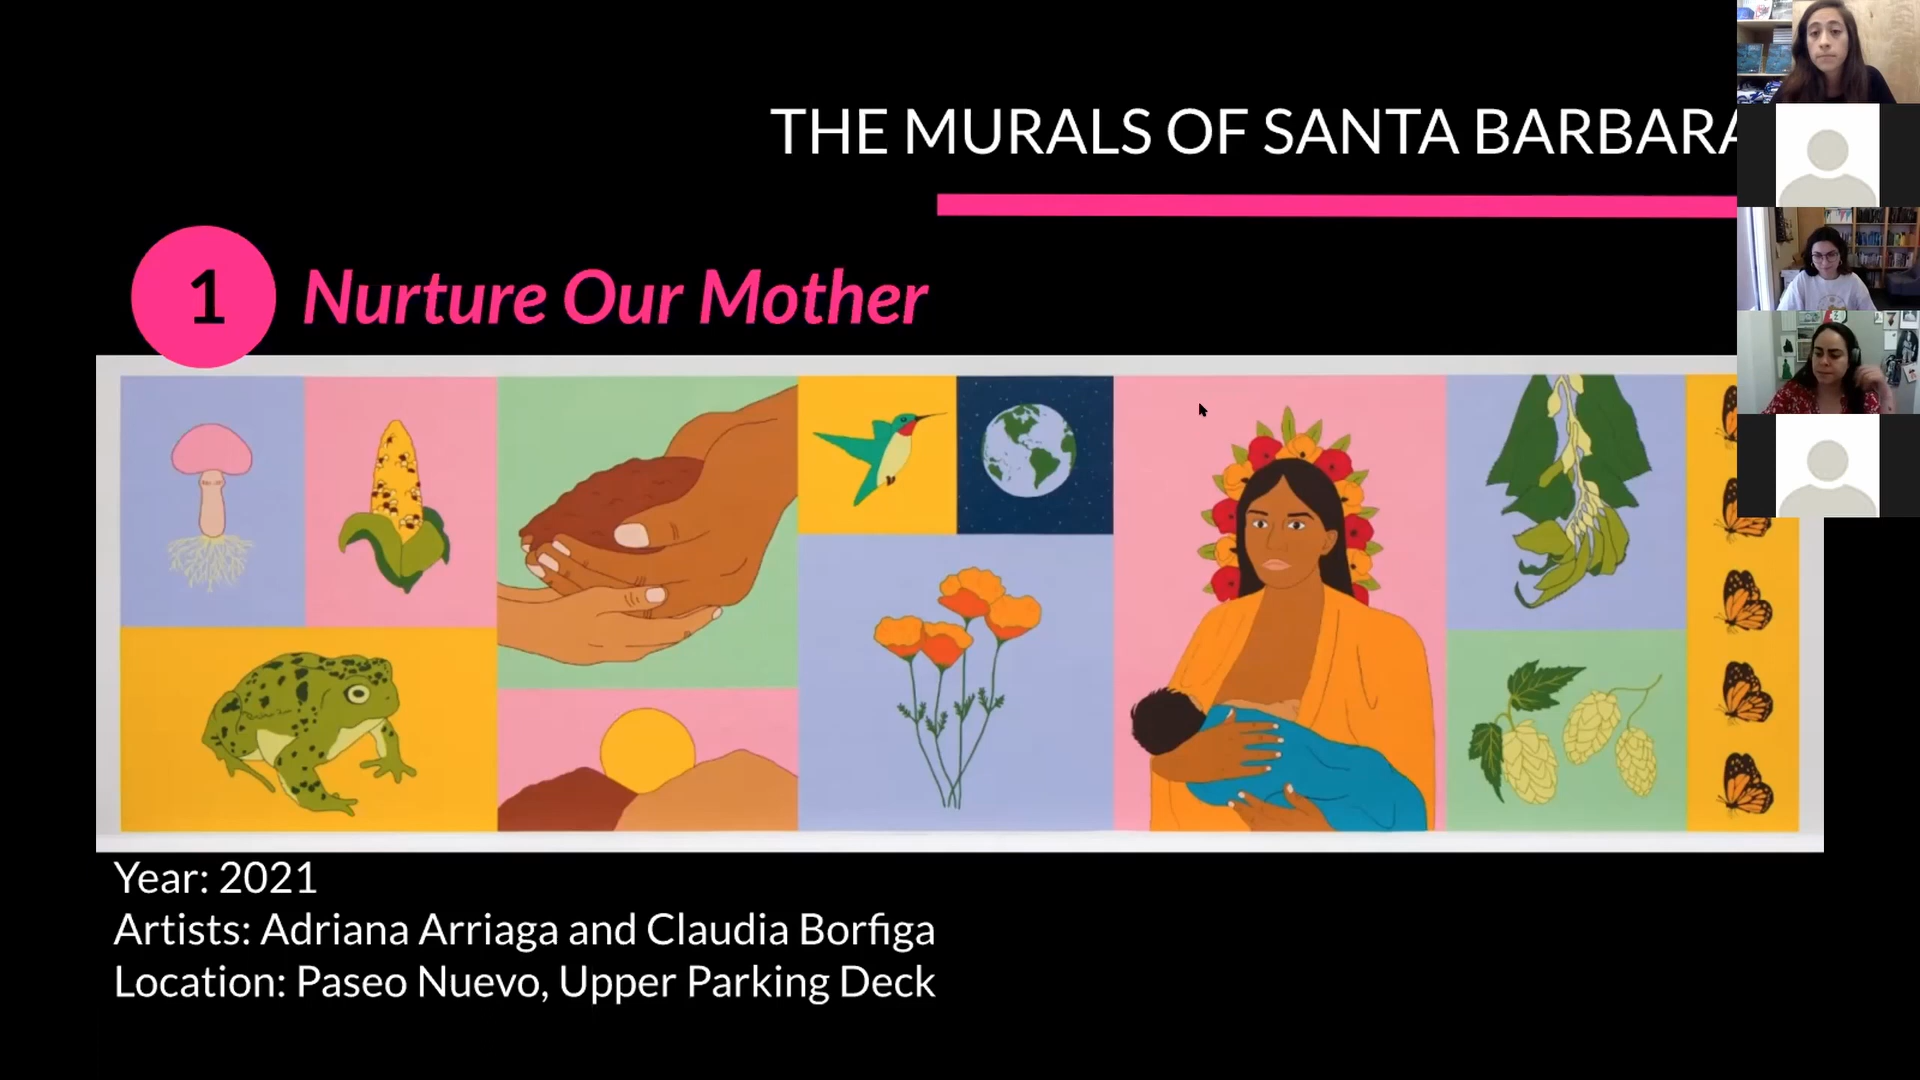 THE MURALS OF SANTA BARBARA
1
Nurture Our Mother
Year: 2021
Artists: Adriana Arriaga and Claudia Borfiga
Location: Paseo Nuevo, Upper Parking Deck